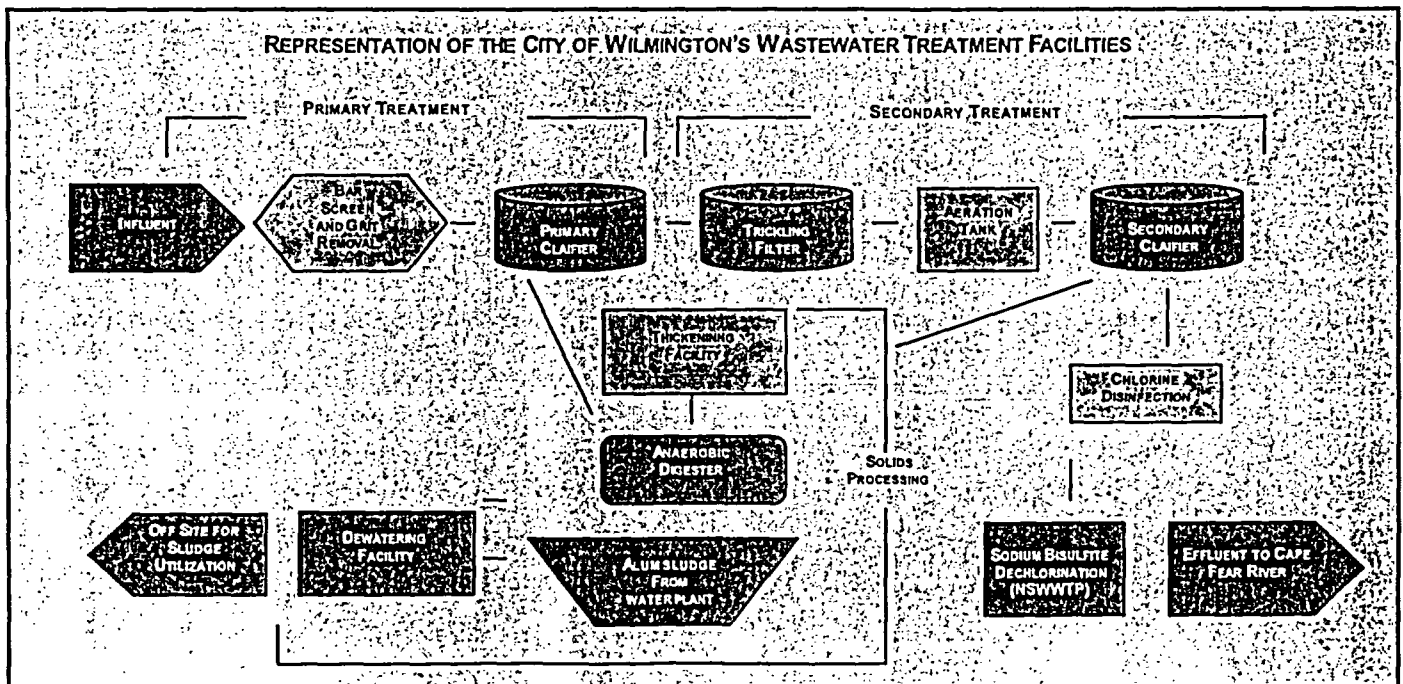 REPRESENTATION OF THE CITY OF WILMINGTON'S WASTEWATER TREATMENT FACILITIES
PRIMARY TREATMENT
SECONDARY TREATMENT
INFLUENT
BAR
SCREEN
AND GRIT
REMOVAL
PRIMARY
CLAIFIER
TRICKLING
FILTER
AERATION
TANK
SECONDARY
CLAIFIER
THICKENING
FACILITY
CHLORINE
DISINFECTION
ANAEROBIC
DIGESTER
SOLIDS
PROCESSING
OFF SITE FOR
SLUDGE
UTILIZATION
DEWATERING
FACILITY
ALUM SLUDGE
FROM
WATER PLANT
SODIUM BISULFITE
DECHLORINATION
(NSWWTP)
EFFLUENT TO CAPE
FEAR RIVER